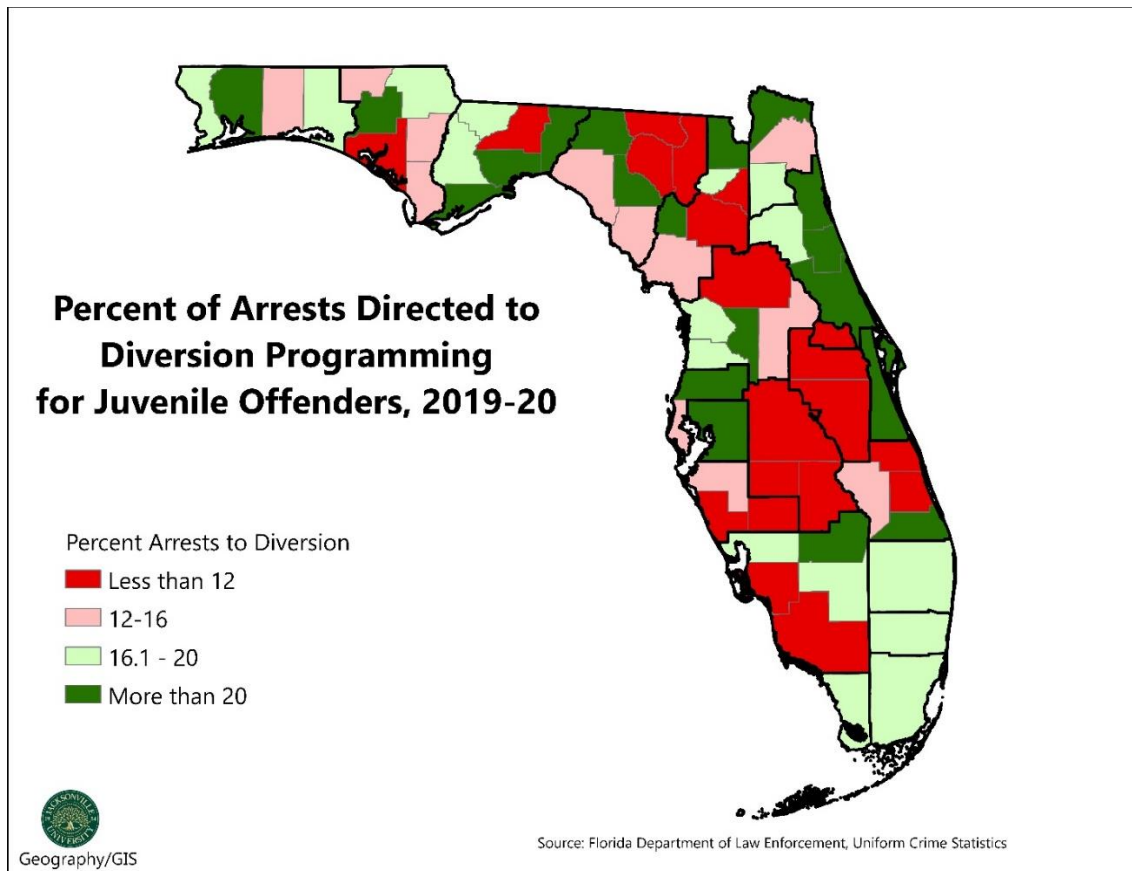 Percent of Arrests Directed to
Diversion Programming
for Juvenile Offenders, 2019-20
Percent Arrests to Diversion
Less than 12
12-16
16.1 - 20
More than 20
JACKSONVILLE
UNIVERSITY
Geography/GIS
Source: Florida Department of Law Enforcement, Uniform Crime Statistics